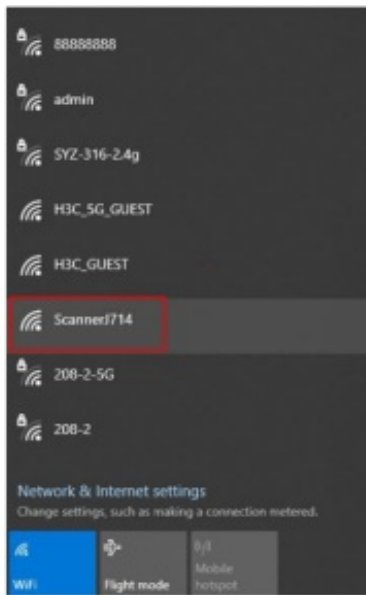 88888888
admin
SYZ-316-2.4g
H3C_5G_GUEST
H3C_GUEST
ScannerJ714
208-2-5G
208-2
Network & Internet settings
Change settings, such as making a connection metered.
WiFi
Flight mode
Mobile
hotspot